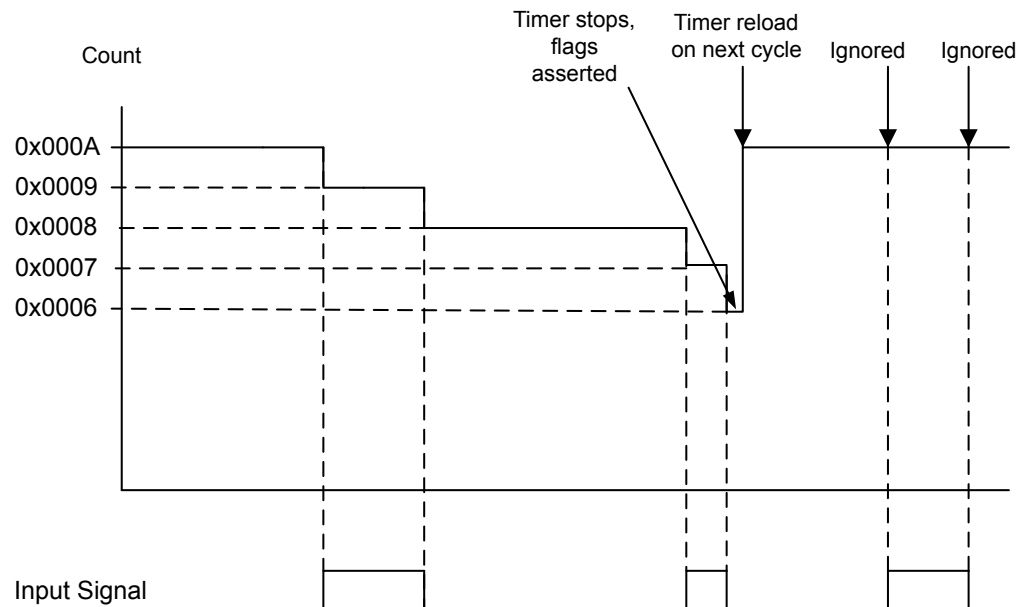 Timer stops,
flags
asserted
Timer reload
on next cycle
Ignored
Ignored
Count
0x000A
0x0009
0x0008
0x0007
0x0006
Input Signal